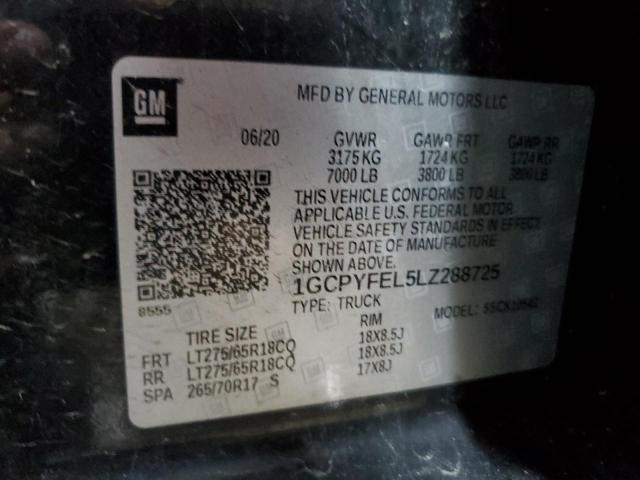 GM
MFD BY GENERAL MOTORS LLC
06/20 GVWR GAWR FRT GAWR RR
3175 KG 1724 KG 1724 KG
7000 LB 3800 LB 3800 LB
THIS VEHICLE CONFORMS TO ALL
APPLICABLE U.S. FEDERAL MOTOR
VEHICLE SAFETY STANDARDS IN EFFECT
ON THE DATE OF MANUFACTURE
SHOWN ABOVE.
1GCPYFEL5LZ288725
8555
TYPE: TRUCK MODEL:
TIRE SIZE RIM
FRT LT275/65R18CQ 18X8.5J
RR LT275/65R18CQ 18X8.5J
SPA 265/70R17 S 17X8J